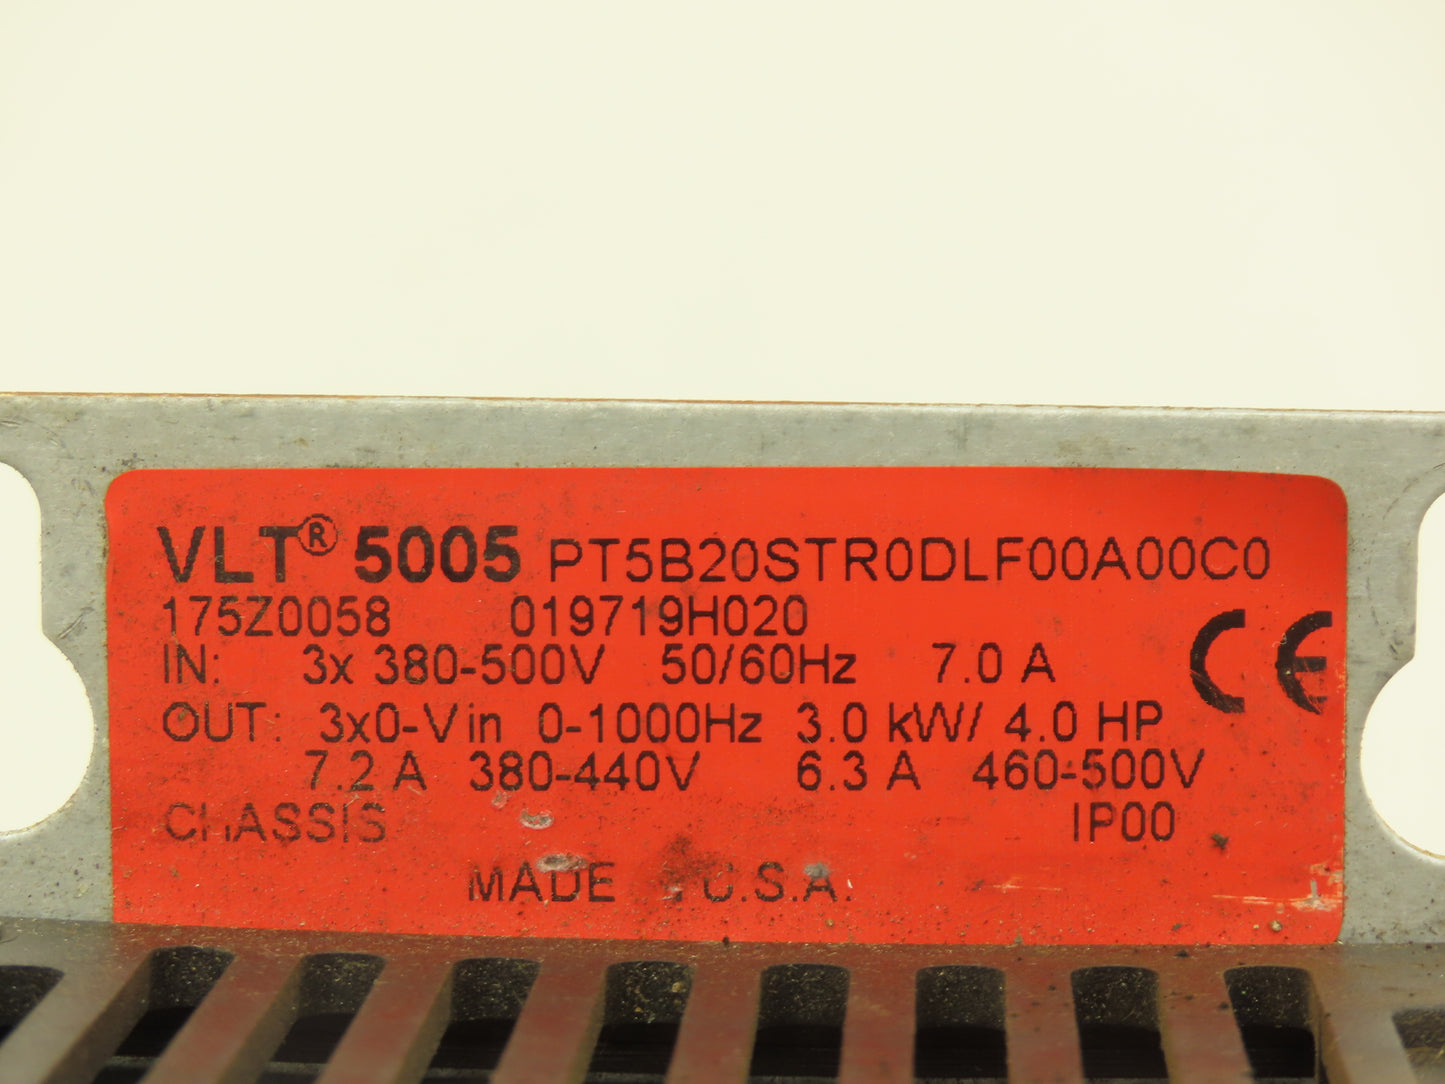 VLT® 5005 PT5B20STR0DLF00A00C0
175Z0058 019719H020
IN: 3x 380-500V 50/60Hz 7.0 A
OUT: 3x0-Vin 0-1000Hz 3.0 kW/ 4.0 HP
7.2 A 380-440V 6.3 A 460-500V
CHASSIS IP00
MADE U.S.A.
CE